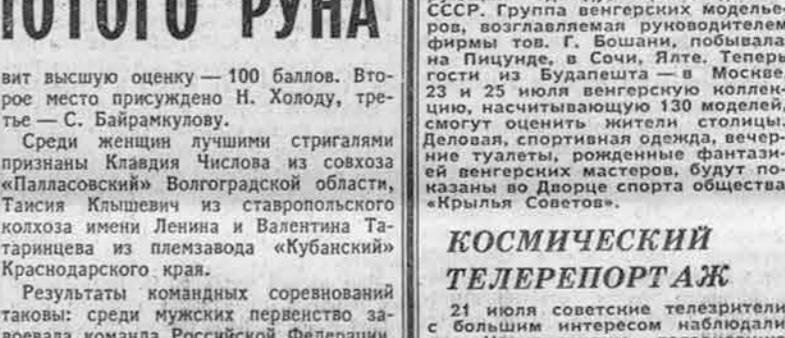 ЛОТОГО РУНА
вит высшую оценку — 100 баллов. Вто-
рое место присуждено Н. Холоду, тре-
тье — С. Байрамкулову.
Среди женщин лучшими стригалями
признаны Клавдия Числова из совхоза
«Палласовский» Волгоградской области,
Таисия Клышевич из ставропольского
колхоза имени Ленина и Валентина Та-
таринцева из племзавода «Кубанский»
Краснодарского края.
Результаты командных соревнований
таковы: среди мужских первенство за-
воевала команда Российской Федерации,
СССР. Группа венгерских моделье-
ров, возглавляемая руководителем
фирмы тов. Г. Бошани, побывала
на Пицунде, в Сочи, Ялте. Теперь
гости из Будапешта — в Москве.
23 и 25 июля венгерскую коллек-
цию, насчитывающую 130 моделей,
смогут оценить жители столицы.
Деловая, спортивная одежда, вечер-
ние туалеты, рожденные фантази-
ей венгерских мастеров, будут по-
казаны во Дворце спорта общества
«Крылья Советов».
КОСМИЧЕСКИЙ
ТЕЛЕРЕПОРТАЖ
21 июля советские телезрители
с большим интересом наблюдали